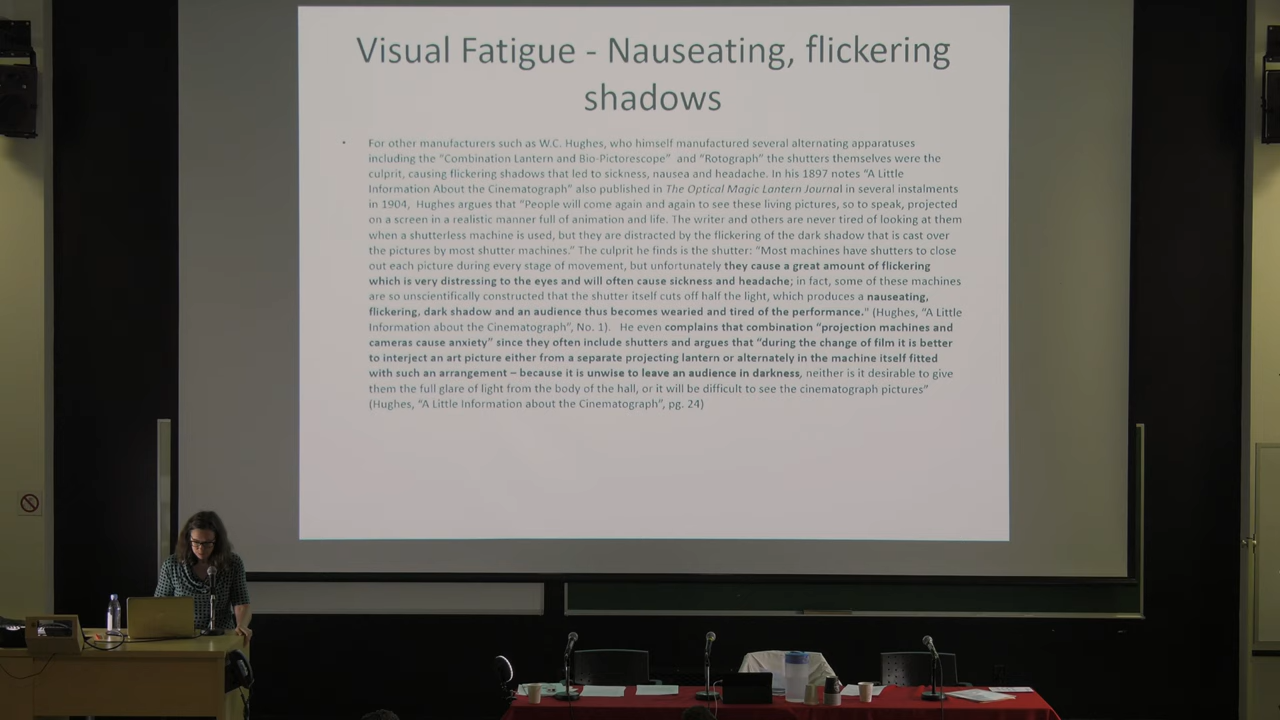 Visual Fatigue - Nauseating, flickering
shadows
• For other manufacturers such as W.C. Hughes, who himself manufactured several alternating apparatuses
including the "Combination Lantern and Bio-Pictorescope" and "Rotograph" the shutters themselves were the
culprit, causing flickering shadows that led to sickness, nausea and headache. In his 1897 notes "A Little
Information About the Cinematograph" also published in The Optical Magic Lantern Journal in several instalments
in 1904, Hughes argues that "People will come again and again to see these living pictures, so to speak, projected
on a screen in a realistic manner full of animation and life. The writer and others are never tired of looking at them
when a shutterless machine is used, but they are distracted by the flickering of the dark shadow that is cast over
the pictures by most shutter machines." The culprit he finds is the shutter: "Most machines have shutters to close
out each picture during every stage of movement, but unfortunately they cause a great amount of flickering
which is very distressing to the eyes and will often cause sickness and headache; in fact, some of these machines
are so unscientifically constructed that the shutter itself cuts off half the light, which produces a nauseating,
flickering, dark shadow and an audience thus becomes wearied and tired of the performance." (Hughes, "A Little
Information about the Cinematograph", No. 1). He even complains that combination "projection machines and
cameras cause anxiety" since they often include shutters and argues that "during the change of film it is better
to interject an art picture either from a separate projecting lantern or alternately in the machine itself fitted
with such an arrangement – because it is unwise to leave an audience in darkness, neither is it desirable to give
them the full glare of light from the body of the hall, or it will be difficult to see the cinematograph pictures"
(Hughes, "A Little Information about the Cinematograph", pg. 24)